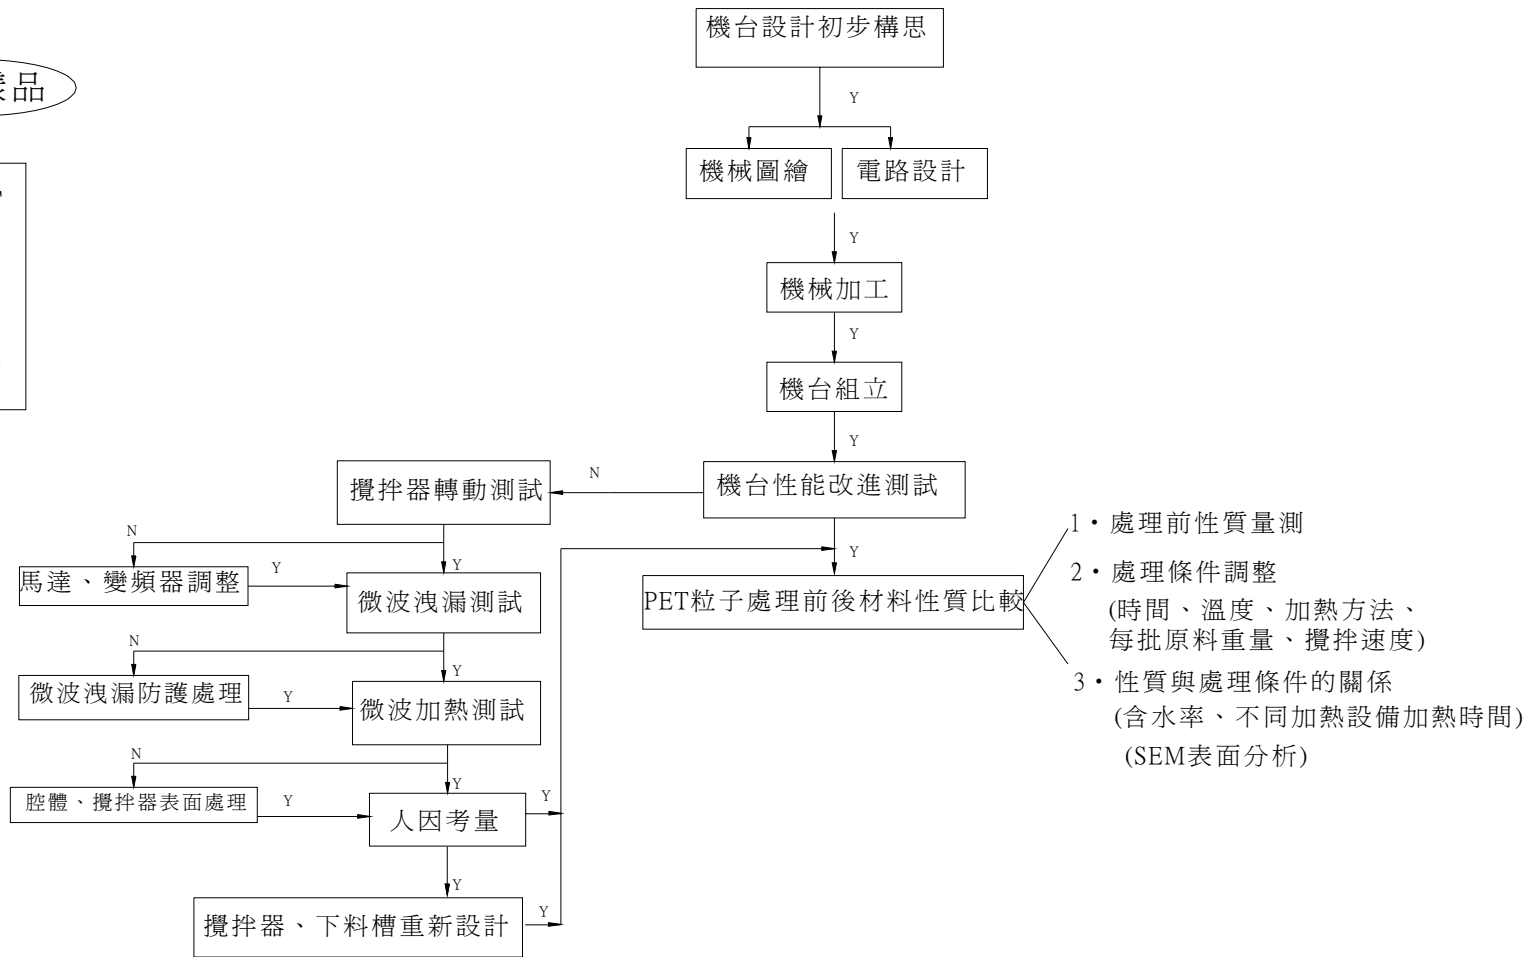 機台設計初步構思
Y
品
機械圖繪
電路設計
Y
機械加工
Y
機台組立
Y
機台性能改進測試
N
攪拌器轉動測試
N
Y
Y
馬達、變頻器調整
Y
微波洩漏測試
PET粒子處理前後材料性質比較
1・處理前性質量測
2・處理條件調整
(時間、溫度、加熱方法、
每批原料重量、攪拌速度)
3・性質與處理條件的關係
(含水率、不同加熱設備加熱時間)
(SEM表面分析)
N
Y
微波洩漏防護處理
Y
微波加熱測試
N
Y
腔體、攪拌器表面處理
Y
人因考量
Y
Y
攪拌器、下料槽重新設計
Y